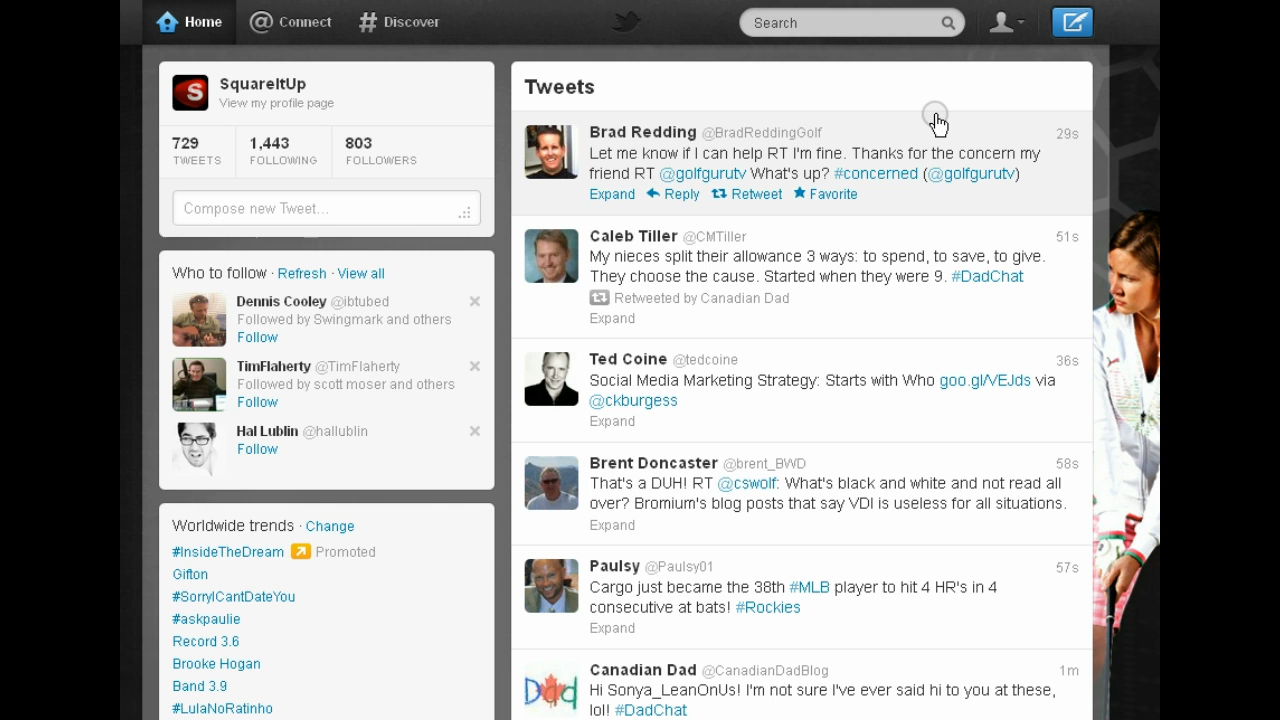 Home
Connect
Discover
Search
SquareItUp
View my profile page
729
TWEETS
1,443
FOLLOWING
803
FOLLOWERS
Compose new Tweet...
Who to follow · Refresh · View all
Dennis Cooley @ibtubed
Followed by Swingmark and others
Follow
TimFlaherty @TimFlaherty
Followed by scott moser and others
Follow
Hal Lublin @hallublin
Follow
Worldwide trends · Change
#InsideTheDream Promoted
Gifton
#SorryICantDateYou
#askpaulie
Record 3.6
Brooke Hogan
Band 3.9
#LulaNoRatinho
Tweets
Brad Redding @BradReddingGolf 29s
Let me know if I can help RT I'm fine. Thanks for the concern my
friend RT @golfgurutv What's up? #concerned (@golfgurutv)
Expand Reply Retweet Favorite
Caleb Tiller @CMTiller 51s
My nieces split their allowance 3 ways: to spend, to save, to give.
They choose the cause. Started when they were 9. #DadChat
Retweeted by Canadian Dad
Expand
Ted Coine @tedcoine 36s
Social Media Marketing Strategy: Starts with Who goo.gl/VEJds via
@ckburgess
Expand
Brent Doncaster @brent_BWD 58s
That's a DUH! RT @cswolf: What's black and white and not read all
over? Bromium's blog posts that say VDI is useless for all situations.
Expand
Paulsy @Paulsy01 57s
Cargo just became the 38th #MLB player to hit 4 HR's in 4
consecutive at bats! #Rockies
Expand
Canadian Dad @CanadianDadBlog 1m
Hi Sonya_LeanOnUs! I'm not sure I've ever said hi to you at these,
lol! #DadChat
S
Dad